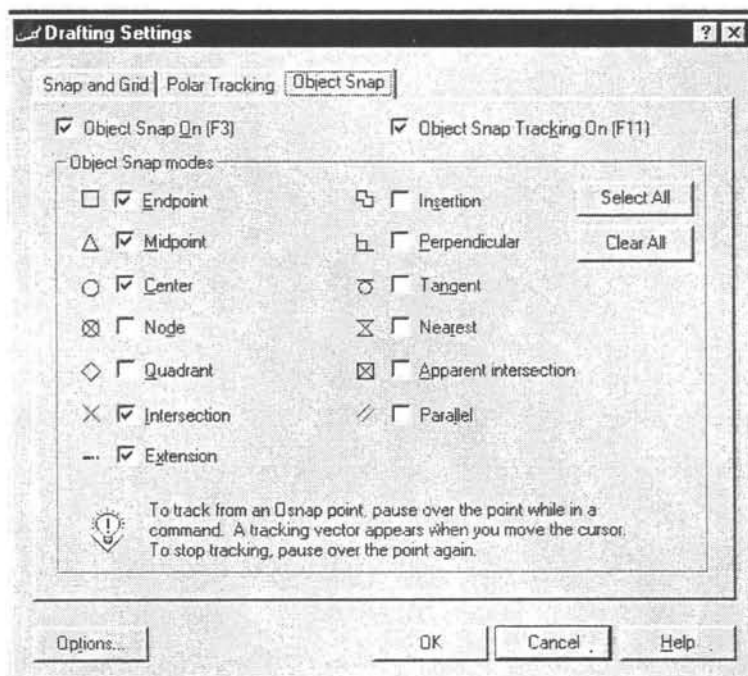 Drafting Settings
Snap and Grid Polar Tracking Object Snap
Object Snap On (F3) Object Snap Tracking On (F11)
Object Snap modes
Endpoint Insertion Select All
Midpoint Perpendicular Clear All
Center Tangent
Node Nearest
Quadrant Apparent intersection
Intersection Parallel
Extension
To track from an Osnap point, pause over the point while in a
command. A tracking vector appears when you move the cursor.
To stop tracking, pause over the point again.
Options... OK Cancel Help